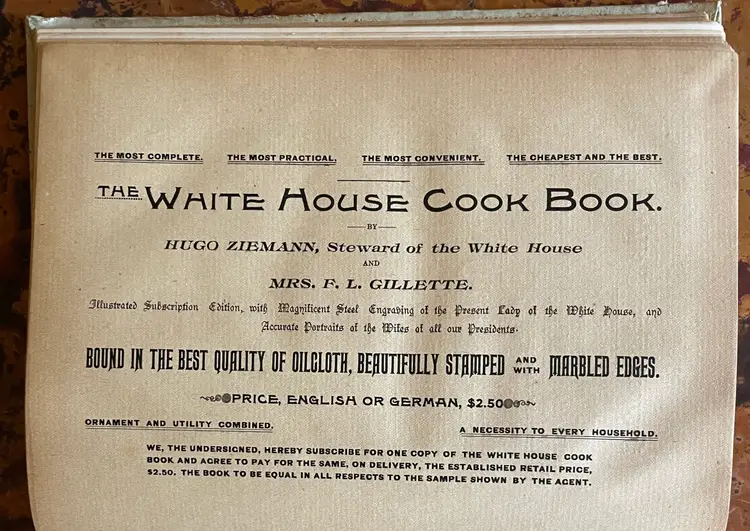 THE MOST COMPLETE. THE MOST PRACTICAL. THE MOST CONVENIENT. THE CHEAPEST AND THE BEST.
THE WHITE HOUSE COOK BOOK.
BY
HUGO ZIEMANN, Steward of the White House
AND
MRS. F. L. GILLETTE.
Illustrated Subscription Edition, with Magnificent Steel Engraving of the Present Lady of the White House, and
Accurate Portraits of the Wifes of all our Presidents.
BOUND IN THE BEST QUALITY OF OILCLOTH, BEAUTIFULLY STAMPED AND WITH MARBLED EDGES.
PRICE, ENGLISH OR GERMAN, $2.50
ORNAMENT AND UTILITY COMBINED. A NECESSITY TO EVERY HOUSEHOLD.
WE, THE UNDERSIGNED, HEREBY SUBSCRIBE FOR ONE COPY OF THE WHITE HOUSE COOK
BOOK AND AGREE TO PAY FOR THE SAME, ON DELIVERY, THE ESTABLISHED RETAIL PRICE,
$2.50. THE BOOK TO BE EQUAL IN ALL RESPECTS TO THE SAMPLE SHOWN BY THE AGENT.